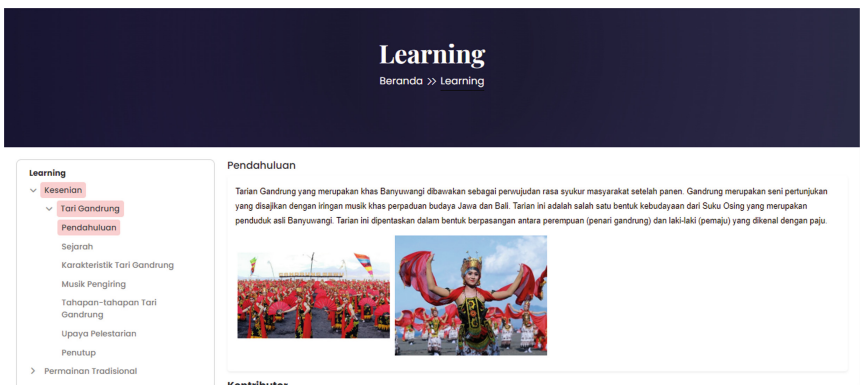 Learning
Beranda >> Learning
Learning
Kesenian
Tari Gandrung
Pendahuluan
Sejarah
Karakteristik Tari Gandrung
Musik Pengiring
Tahapan-tahapan Tari
Gandrung
Upaya Pelestarian
Penutup
Permainan Tradisional
Pendahuluan
Tarian Gandrung yang merupakan khas Banyuwangi dibawakan sebagai perwujudan rasa syukur masyarakat setelah panen. Gandrung merupakan seni pertunjukan
yang disajikan dengan iringan musik khas perpaduan budaya Jawa dan Bali. Tarian ini adalah salah satu bentuk kebudayaan dari Suku Osing yang merupakan
penduduk asli Banyuwangi. Tarian ini dipentaskan dalam bentuk berpasangan antara perempuan (penari gandrung) dan laki-laki (pemaju) yang dikenal dengan paju.
Kontributor